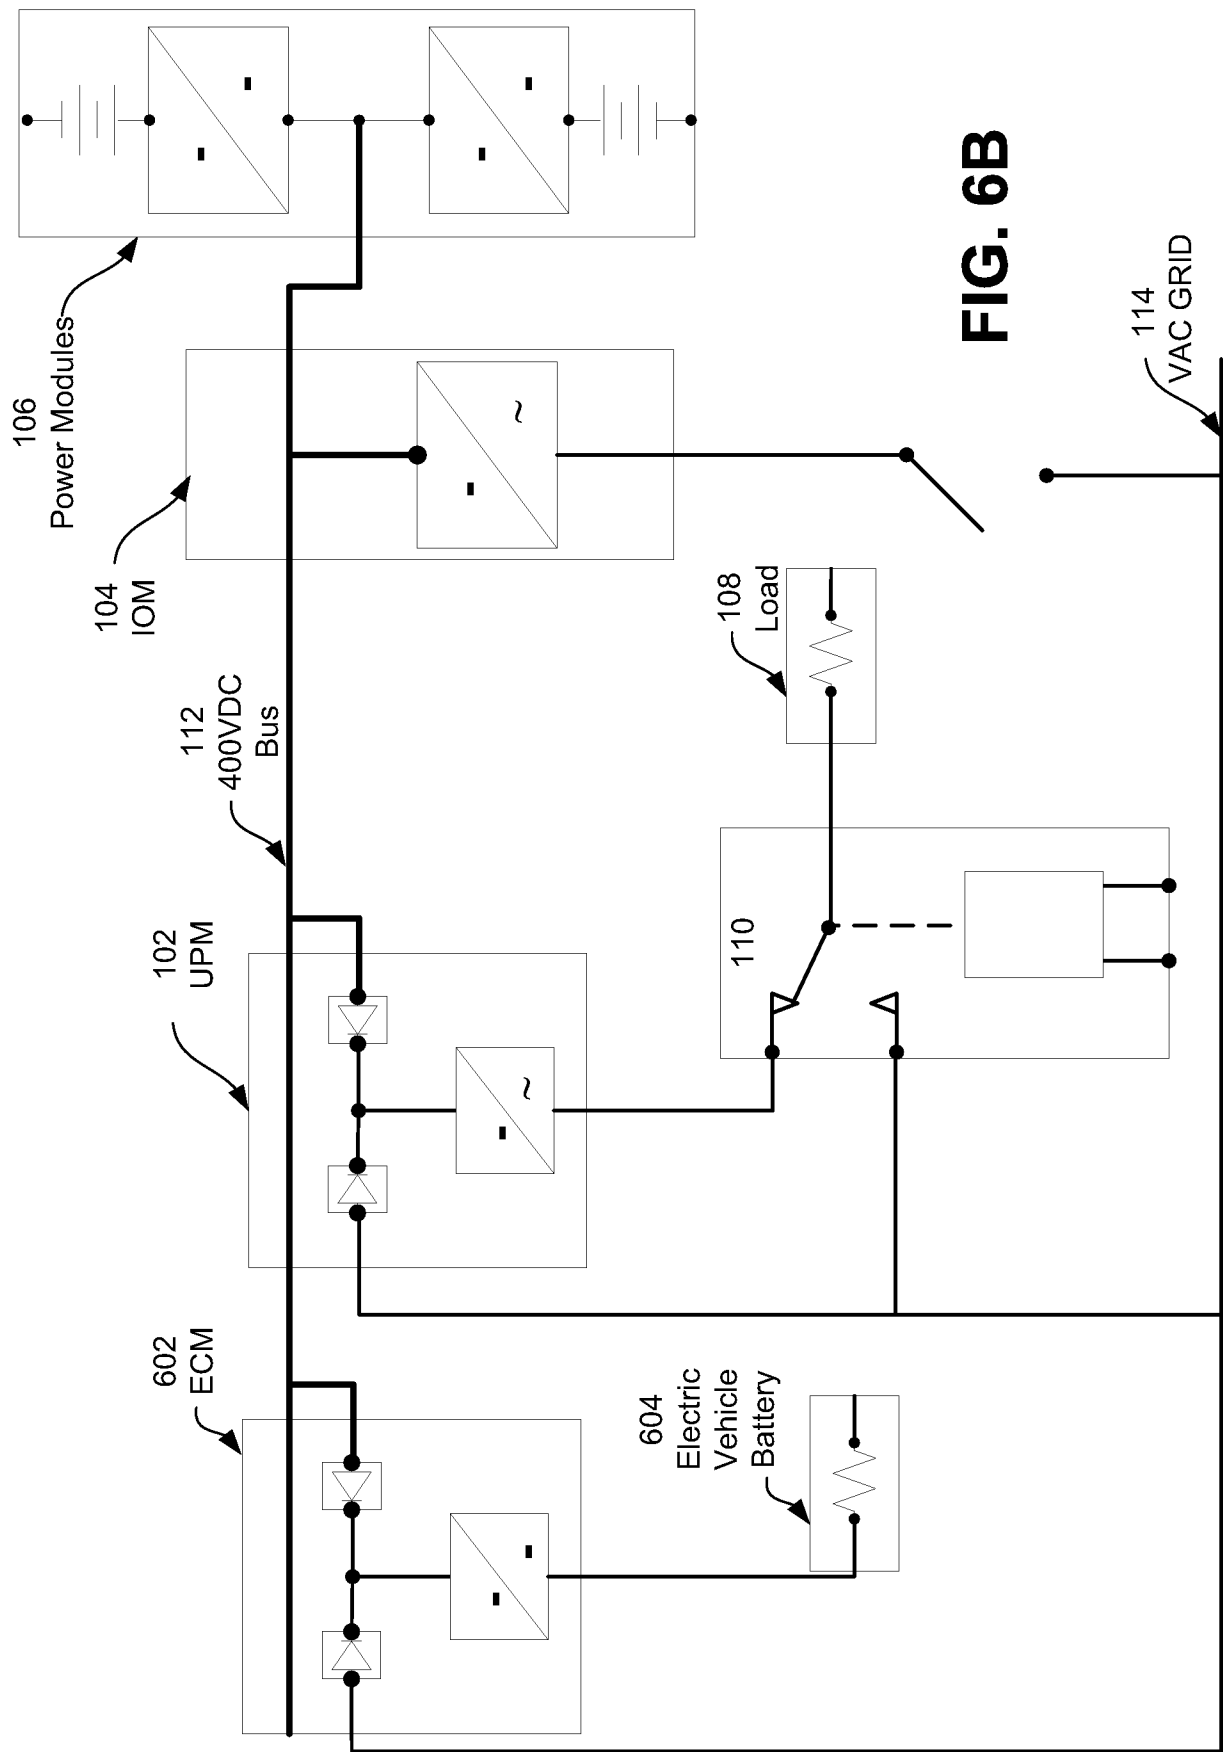 602
ECM
102
UPM
112
400VDC
Bus
104
IOM
106
Power Modules
604
Electric
Vehicle
Battery
110
108
Load
114
VAC GRID
FIG. 6B